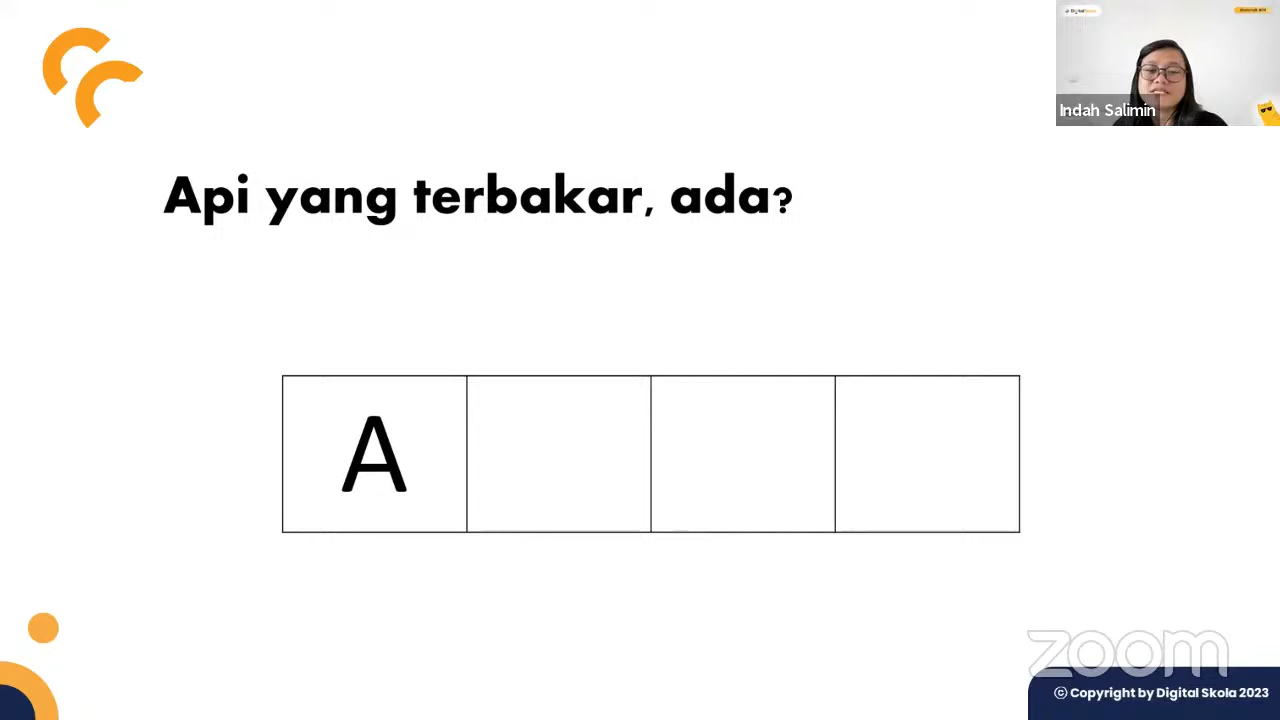 Indah Salimin
Api yang terbakar, ada?
A
zoom
© Copyright by Digital Skola 2023